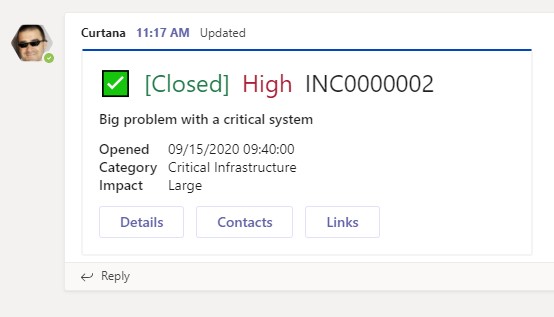 Curtana 11:17 AM Updated
[Closed] High INC0000002
Big problem with a critical system
Opened 09/15/2020 09:40:00
Category Critical Infrastructure
Impact Large
Details Contacts Links
Reply